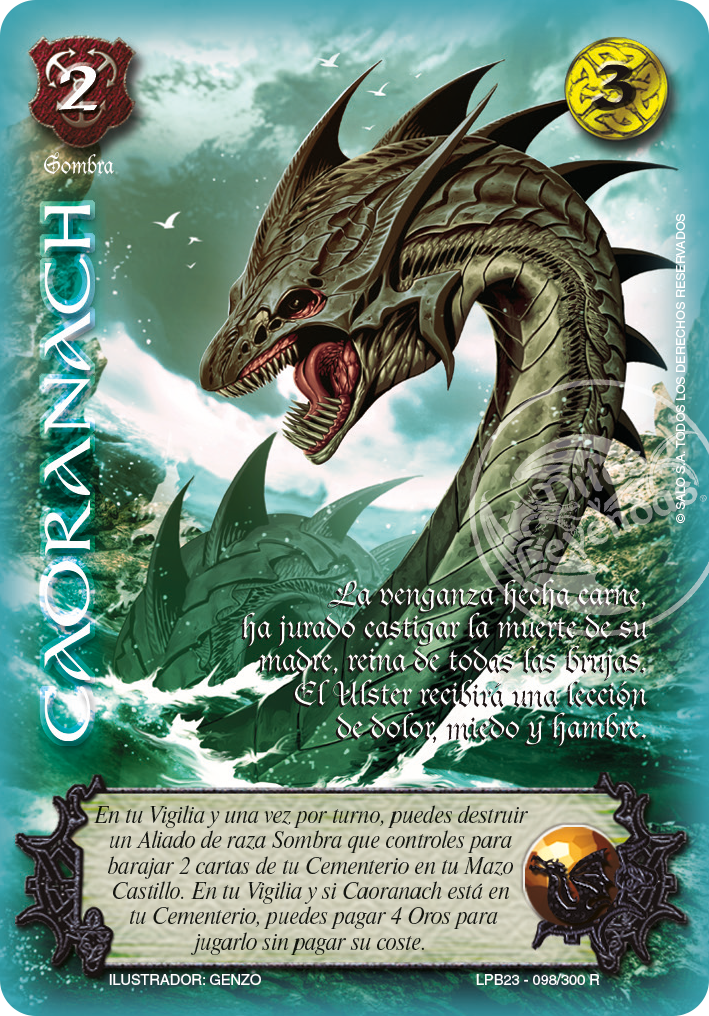 2
3
Sombra
CAORANACH
© SALO S.A. TODOS LOS DERECHOS RESERVADOS
La venganza hecha carne,
ha jurado castigar la muerte de su
madre, reina de todas las brujas.
El Ulster recibirá una lección
de dolor, miedo y hambre.
En tu Vigilia y una vez por turno, puedes destruir
un Aliado de raza Sombra que controles para
barajar 2 cartas de tu Cementerio en tu Mazo
Castillo. En tu Vigilia y si Caoranach está en
tu Cementerio, puedes pagar 4 Oros para
jugarlo sin pagar su coste.
ILUSTRADOR: GENZO
LPB23 - 098/300 R